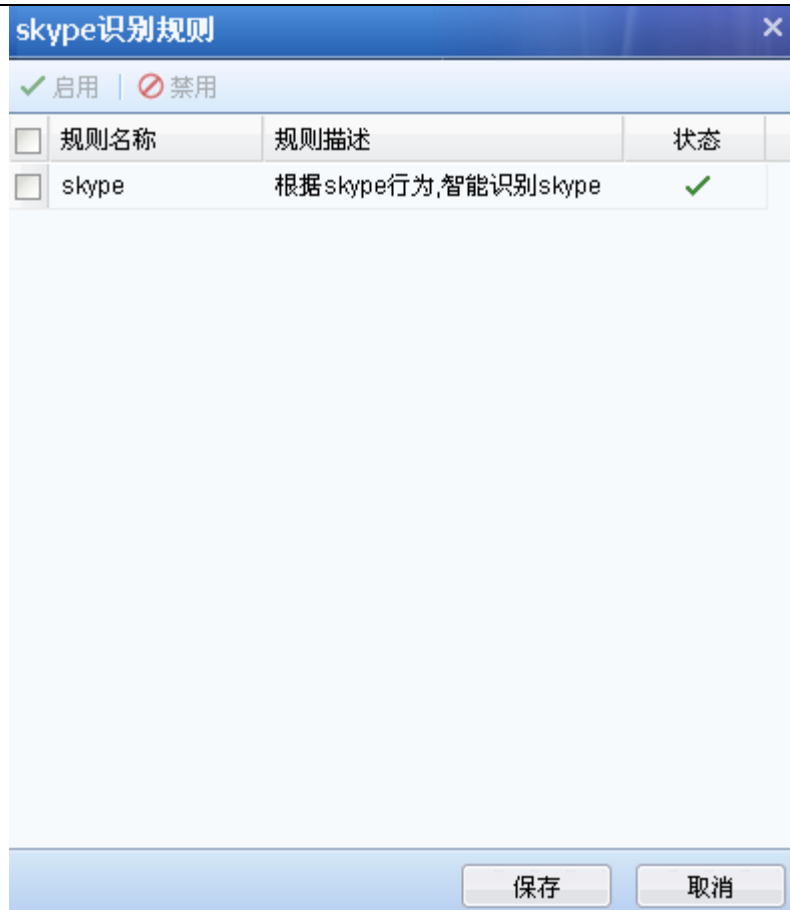 skype识别规则
启用 禁用
规则名称 规则描述 状态
skype 根据skype行为,智能识别skype
保存 取消